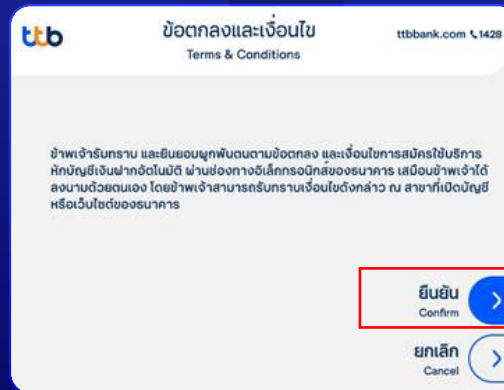 ttb
ข้อตกลงและเงื่อนไข
Terms & Conditions
ttbbank.com 1428
ข้าพเจ้ารับทราบ และยินยอมผูกพันตนตามข้อตกลง และเงื่อนไขการสมัครใช้บริการ
หักบัญชีเงินฝากอัตโนมัติ ผ่านช่องทางอิเล็กทรอนิกส์ของธนาคาร เสมือนข้าพเจ้าได้
ลงนามด้วยตนเอง โดยข้าพเจ้าสามารถรับทราบเงื่อนไขดังกล่าว ณ สาขาที่เปิดบัญชี
หรือเว็บไซต์ของธนาคาร
ยืนยัน
Confirm
ยกเลิก
Cancel